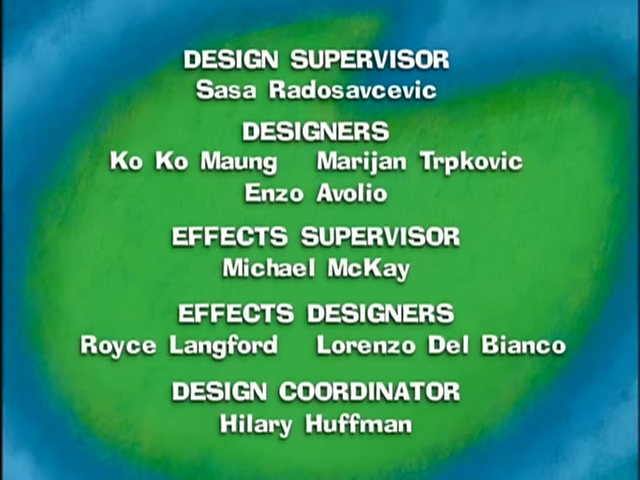 DESIGN SUPERVISOR
Sasa Radosavcevic
DESIGNERS
Ko Ko Maung Marijan Trpkovic
Enzo Avolio
EFFECTS SUPERVISOR
Michael McKay
EFFECTS DESIGNERS
Royce Langford Lorenzo Del Bianco
DESIGN COORDINATOR
Hilary Huffman